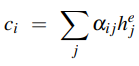 c_i = \sum_j \alpha_{ij} h_j^e